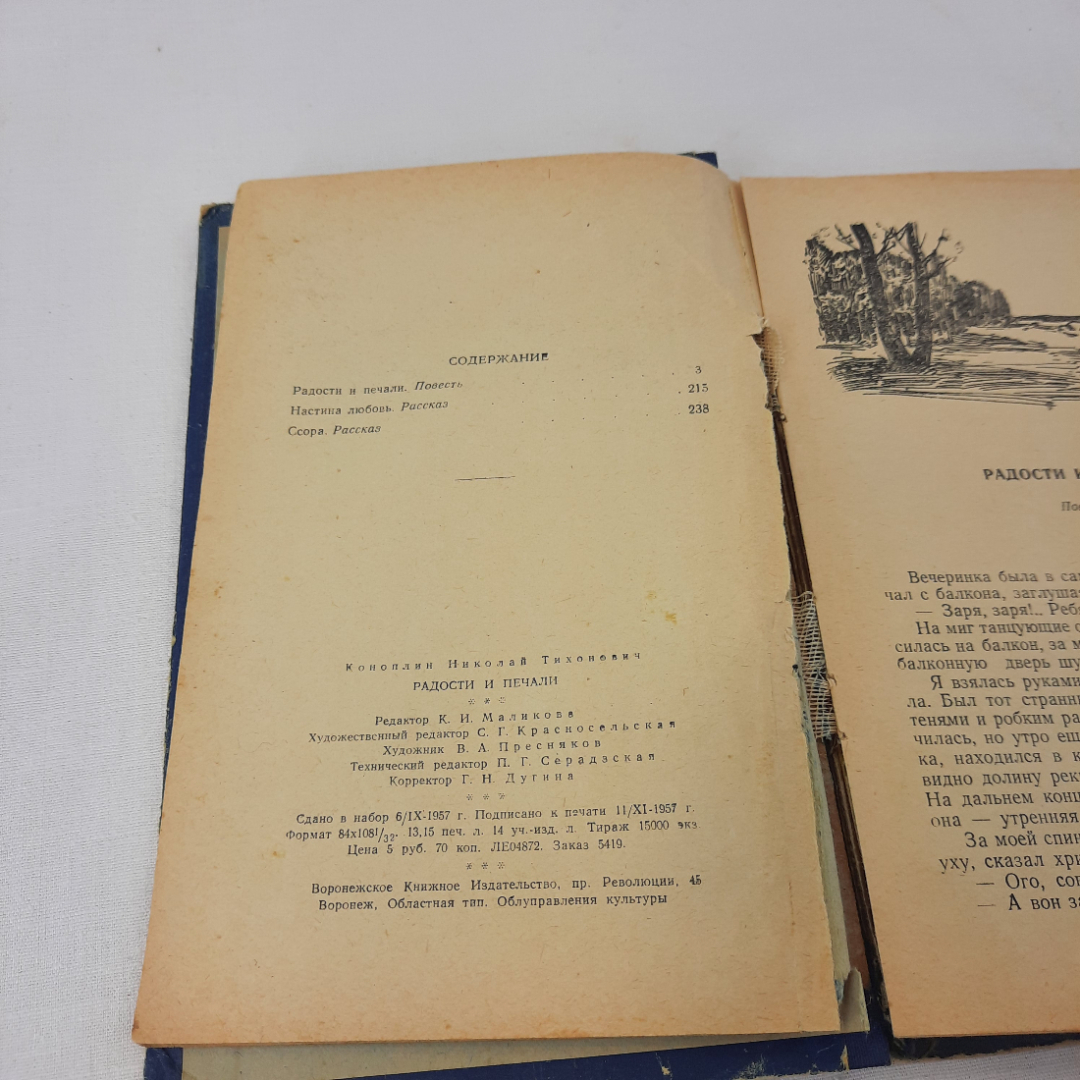 СОДЕРЖАНИЕ
Радости и печали. Повесть . . 3
Настина любовь. Рассказ . 215
Ссора. Рассказ . 238
Коноплин Николай Тихонович
РАДОСТИ И ПЕЧАЛИ
* * *
Редактор К. И. Маликова
Художественный редактор С. Г. Красносельская
Художник В. А. Пресняков
Технический редактор П. Г. Серадзская
Корректор Г. Н. Дугина
* * *
Сдано в набор 6/IX-1957 г. Подписано к печати 11/XI-1957 г.
Формат 84х1081/32. 13,15 печ. л. 14 уч.-изд. л. Тираж 15000 экз.
Цена 5 руб. 70 коп. ЛЕ04872. Заказ 5419.
* * *
Воронежское Книжное Издательство, пр. Революции, 45
Воронеж, Областная тип. Облуправления культуры
РАДОСТИ И
Вечеринка была в са
чал с балкона, заглуша
— Заря, заря!.. Реб
На миг танцующие
силась на балкон, за м
балконную дверь шу
Я взялась руками
ла. Был тот странн
тенями и робким ра
чилась, но утро ещ
ка, находился в к
видно долину рек
На дальнем конц
она — утренняя
За моей спин
уху, сказал хри
— Ого, сов
— А вон за